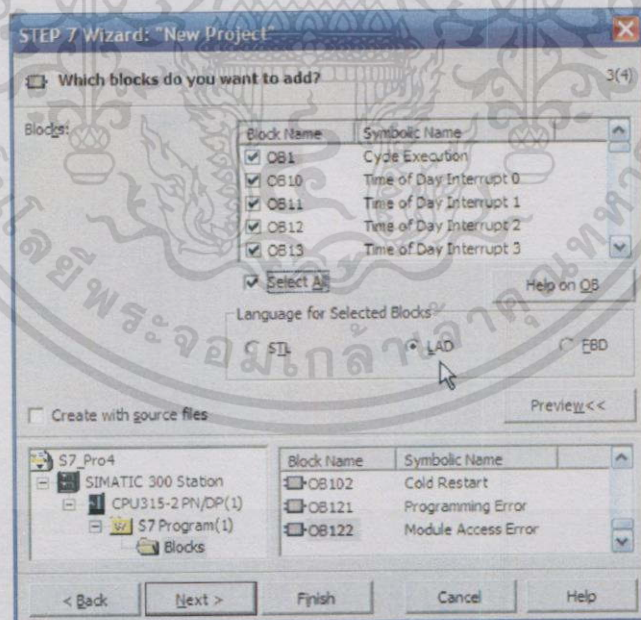 STEP 7 Wizard: "New Project"
Which blocks do you want to add? 3(4)
Blocks:
Block Name Symbolic Name
OB1 Cycle Execution
OB10 Time of Day Interrupt 0
OB11 Time of Day Interrupt 1
OB12 Time of Day Interrupt 2
OB13 Time of Day Interrupt 3
Select All
Help on OB
Language for Selected Blocks
STL LAD FBD
Create with source files
Preview<<
S7_Pro4
SIMATIC 300 Station
CPU315-2 PN/DP(1)
S7 Program(1)
Blocks
Block Name Symbolic Name
OB102 Cold Restart
OB121 Programming Error
OB122 Module Access Error
< Back Next > Finish Cancel Help